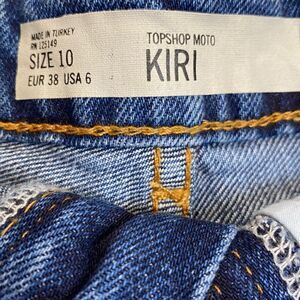 MADE IN TURKEY
RN 125149
SIZE 10
EUR 38 USA 6
TOPSHOP MOTO
KIRI